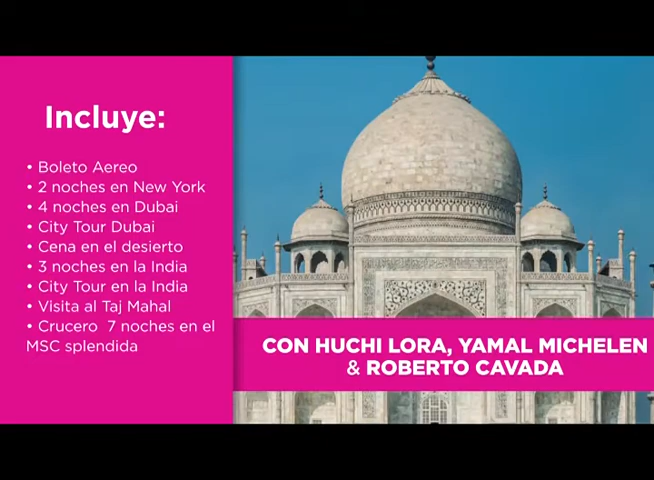 Incluye:
• Boleto Aereo
• 2 noches en New York
• 4 noches en Dubai
• City Tour Dubai
• Cena en el desierto
• 3 noches en la India
• City Tour en la India
• Visita al Taj Mahal
• Crucero 7 noches en el
MSC splendida
CON HUCHI LORA, YAMAL MICHELEN
& ROBERTO CAVADA